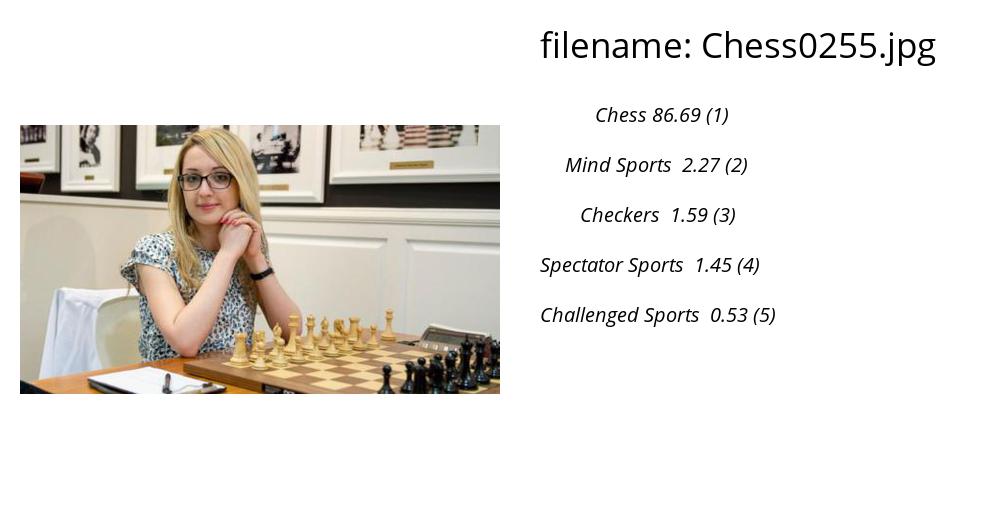 filename: Chess0255.jpg
Chess 86.69 (1)
Mind Sports 2.27 (2)
Checkers 1.59 (3)
Spectator Sports 1.45 (4)
Challenged Sports 0.53 (5)